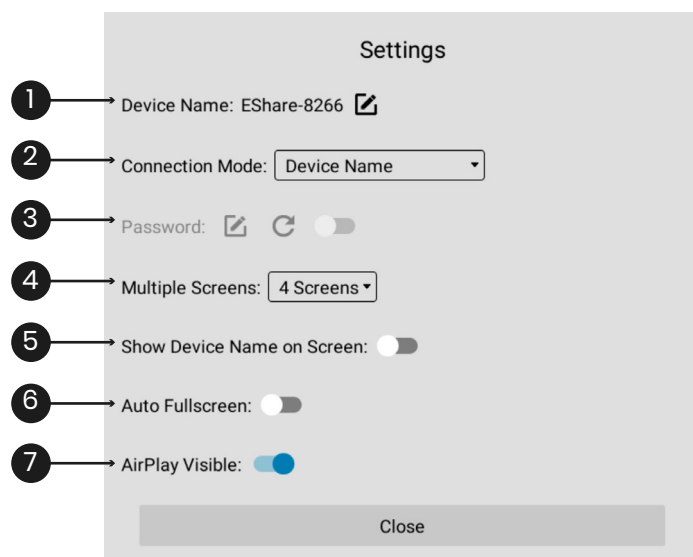 Settings
1 Device Name: EShare-8266
2 Connection Mode: Device Name
3 Password:
4 Multiple Screens: 4 Screens
5 Show Device Name on Screen:
6 Auto Fullscreen:
7 AirPlay Visible:
Close